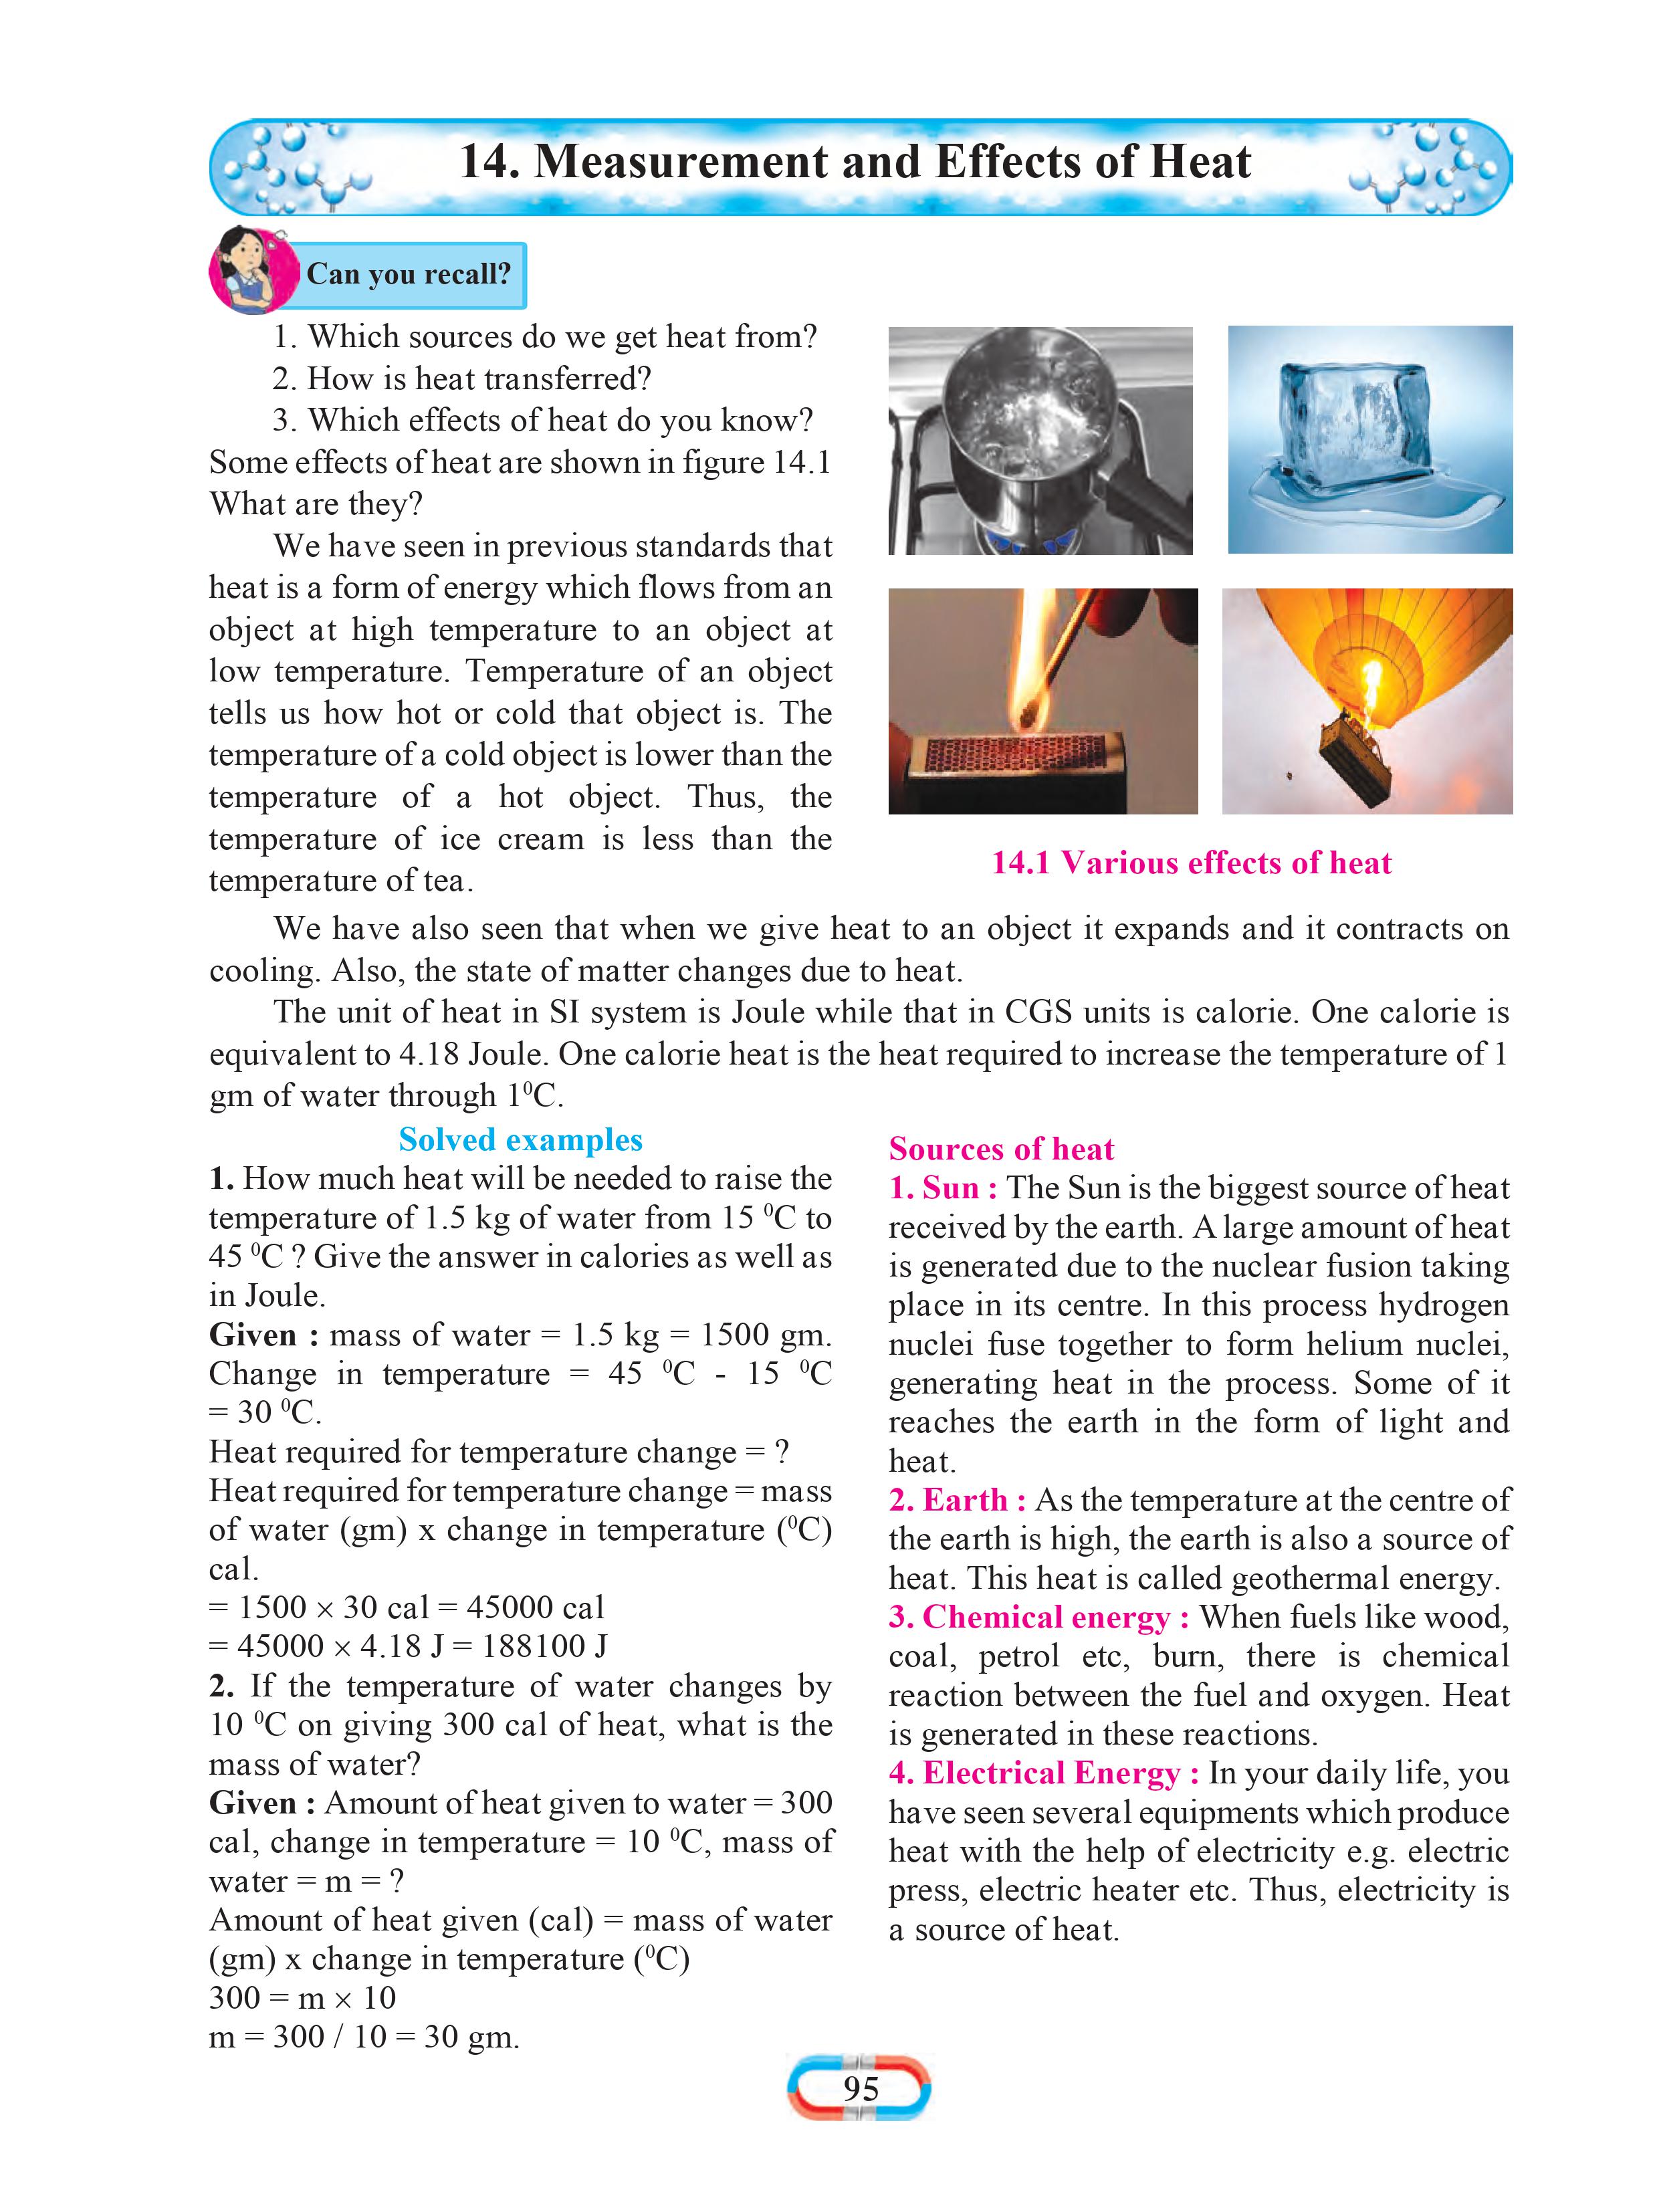 14. Measurement and Effects of Heat
Can you recall?
1. Which sources do we get heat from?
2. How is heat transferred?
3. Which effects of heat do you know?
Some effects of heat are shown in figure 14.1
What are they?
We have seen in previous standards that
heat is a form of energy which flows from an
object at high temperature to an object at
low temperature. Temperature of an object
tells us how hot or cold that object is. The
temperature of a cold object is lower than the
temperature of a hot object. Thus, the
temperature of ice cream is less than the
temperature of tea.
14.1 Various effects of heat
We have also seen that when we give heat to an object it expands and it contracts on
cooling. Also, the state of matter changes due to heat.
The unit of heat in SI system is Joule while that in CGS units is calorie. One calorie is
equivalent to 4.18 Joule. One calorie heat is the heat required to increase the temperature of 1
gm of water through 1⁰C.
Solved examples
1. How much heat will be needed to raise the
temperature of 1.5 kg of water from 15 ⁰C to
45 ⁰C ? Give the answer in calories as well as
in Joule.
Given : mass of water = 1.5 kg = 1500 gm.
Change in temperature = 45 ⁰C - 15 ⁰C
= 30 ⁰C.
Heat required for temperature change = ?
Heat required for temperature change = mass
of water (gm) x change in temperature (⁰C)
cal.
= 1500 × 30 cal = 45000 cal
= 45000 × 4.18 J = 188100 J
2. If the temperature of water changes by
10 ⁰C on giving 300 cal of heat, what is the
mass of water?
Given : Amount of heat given to water = 300
cal, change in temperature = 10 ⁰C, mass of
water = m = ?
Amount of heat given (cal) = mass of water
(gm) x change in temperature (⁰C)
300 = m × 10
m = 300 / 10 = 30 gm.
Sources of heat
1. Sun : The Sun is the biggest source of heat
received by the earth. A large amount of heat
is generated due to the nuclear fusion taking
place in its centre. In this process hydrogen
nuclei fuse together to form helium nuclei,
generating heat in the process. Some of it
reaches the earth in the form of light and
heat.
2. Earth : As the temperature at the centre of
the earth is high, the earth is also a source of
heat. This heat is called geothermal energy.
3. Chemical energy : When fuels like wood,
coal, petrol etc, burn, there is chemical
reaction between the fuel and oxygen. Heat
is generated in these reactions.
4. Electrical Energy : In your daily life, you
have seen several equipments which produce
heat with the help of electricity e.g. electric
press, electric heater etc. Thus, electricity is
a source of heat.
95